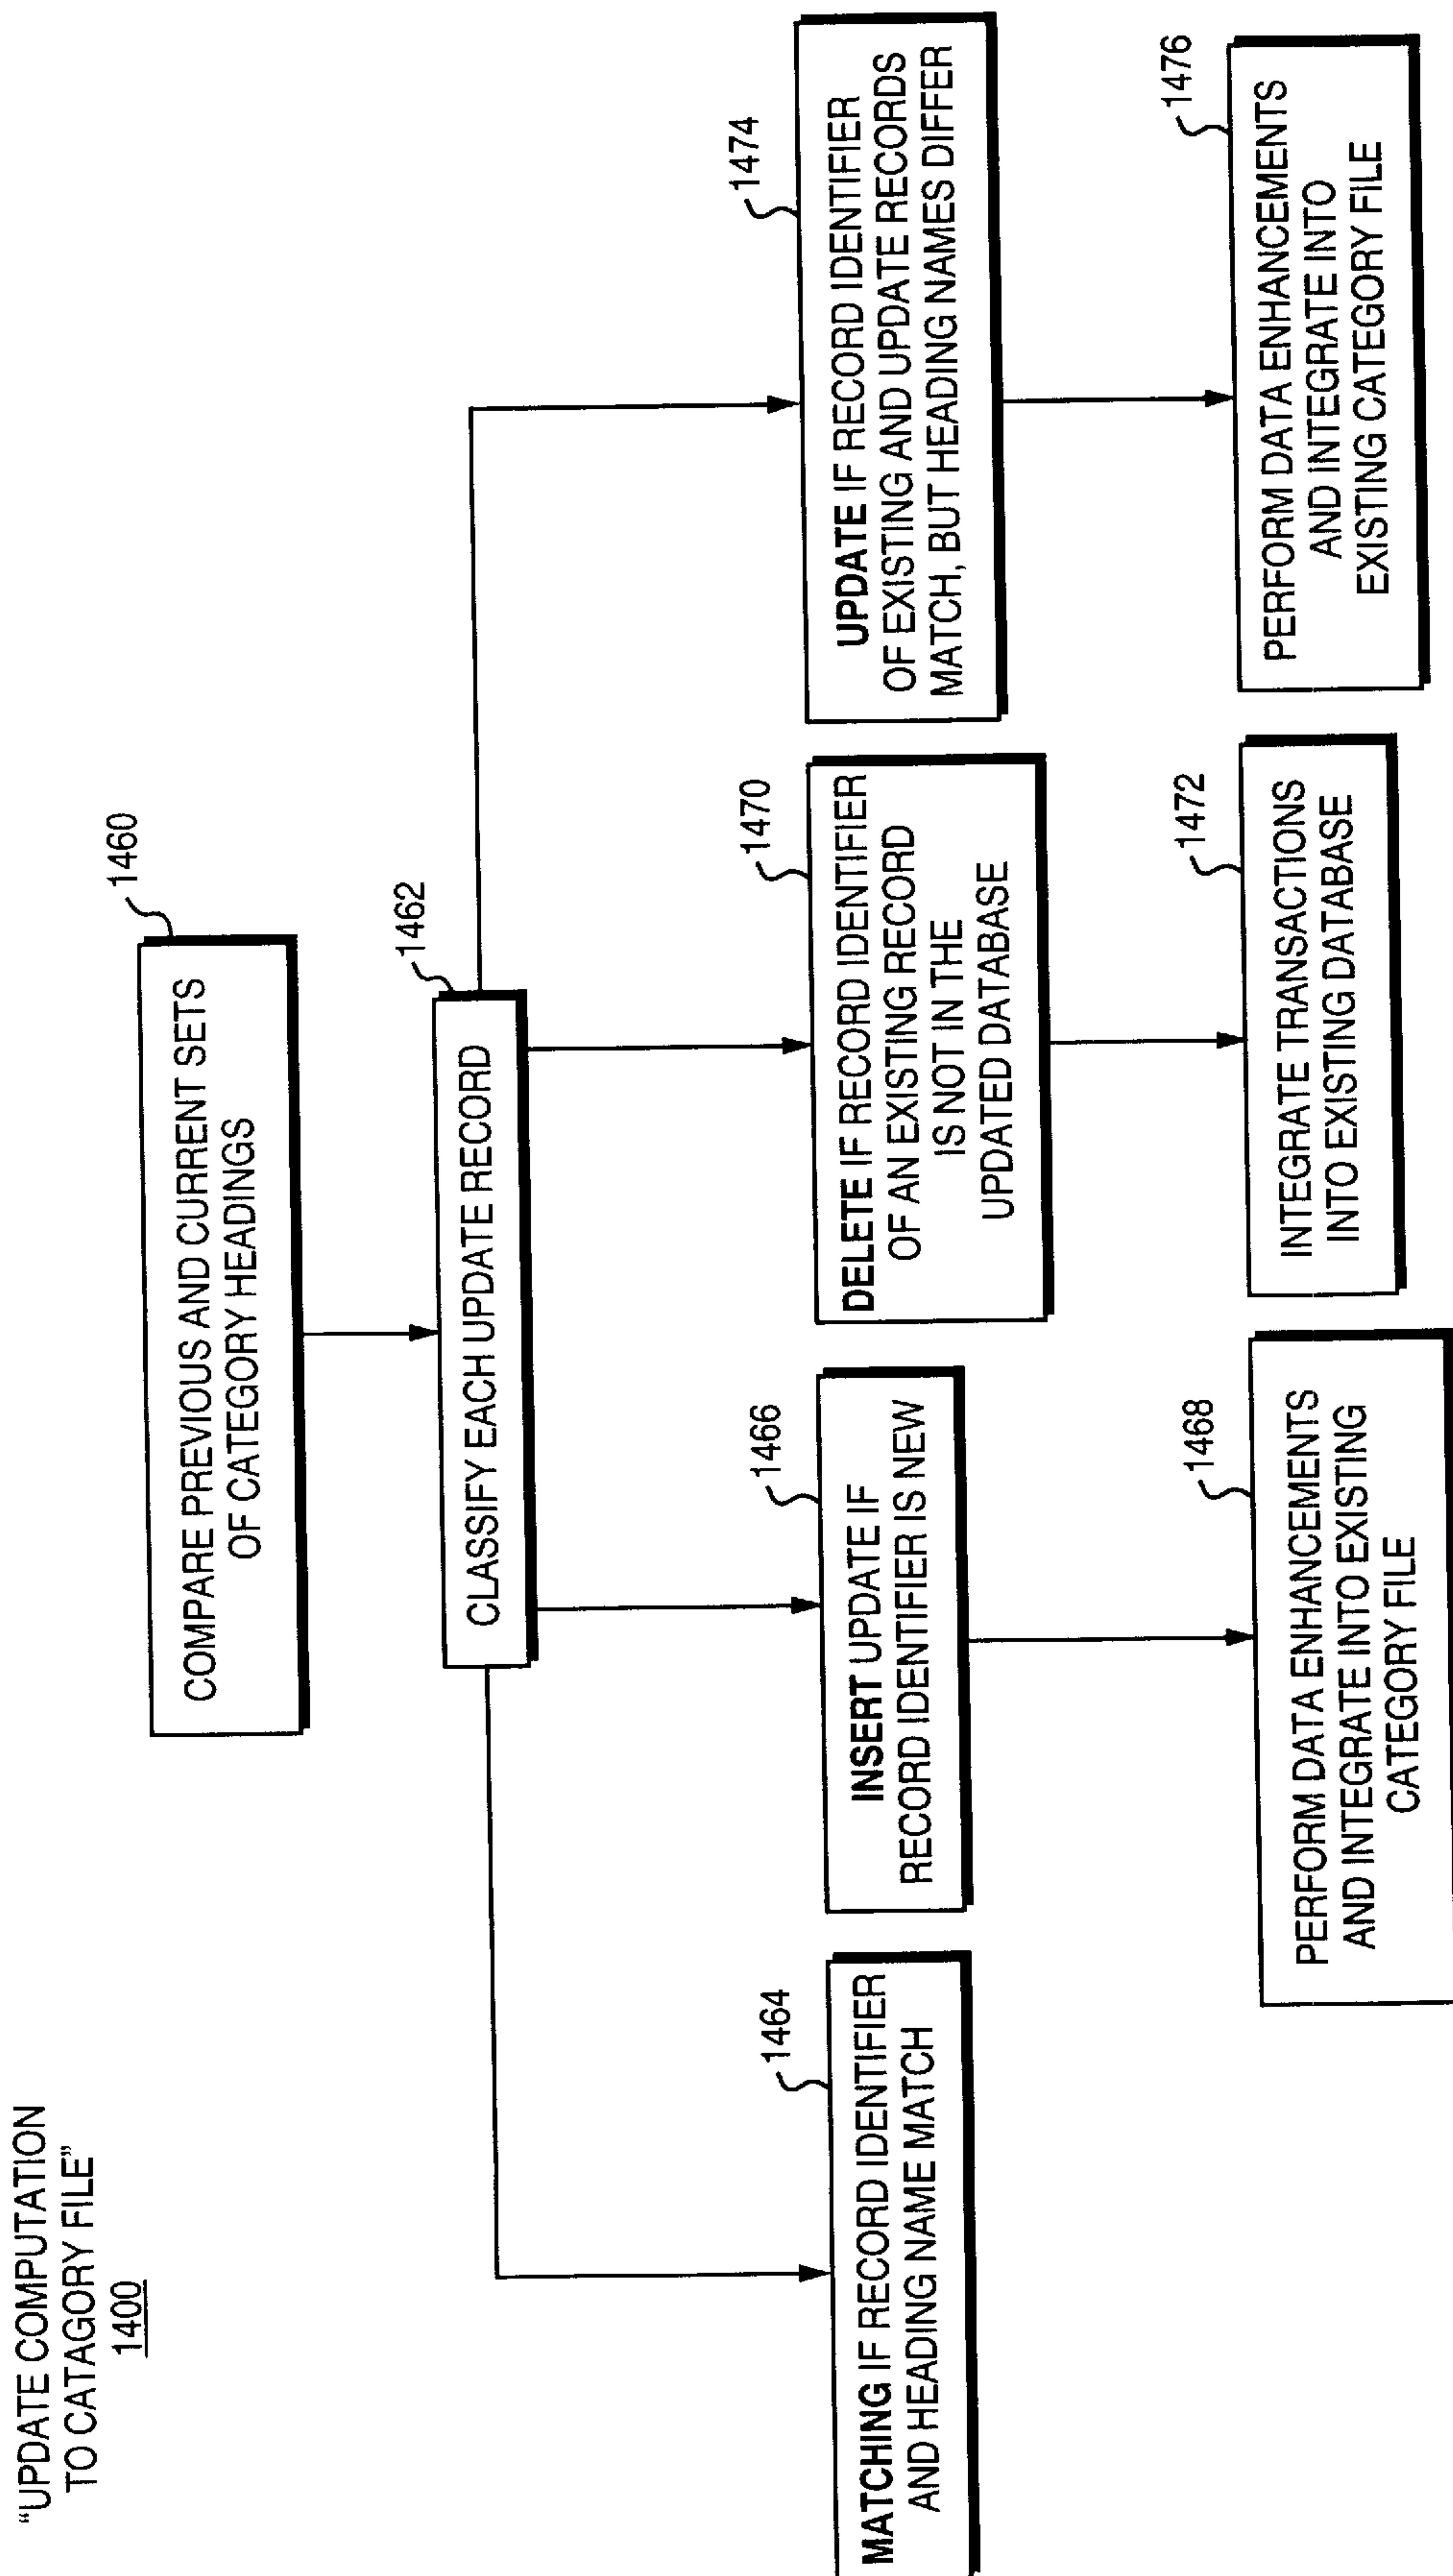 “UPDATE COMPUTATION
TO CATAGORY FILE”
1400
1460
COMPARE PREVIOUS AND CURRENT SETS
OF CATEGORY HEADINGS
1462
CLASSIFY EACH UPDATE RECORD
1464
MATCHING IF RECORD IDENTIFIER
AND HEADING NAME MATCH
1466
INSERT UPDATE IF
RECORD IDENTIFIER IS NEW
1470
DELETE IF RECORD IDENTIFIER
OF AN EXISTING RECORD
IS NOT IN THE
UPDATED DATABASE
1474
UPDATE IF RECORD IDENTIFIER
OF EXISTING AND UPDATE RECORDS
MATCH, BUT HEADING NAMES DIFFER
1468
PERFORM DATA ENHANCEMENTS
AND INTEGRATE INTO EXISTING
CATEGORY FILE
1472
INTEGRATE TRANSACTIONS
INTO EXISTING DATABASE
1476
PERFORM DATA ENHANCEMENTS
AND INTEGRATE INTO
EXISTING CATEGORY FILE